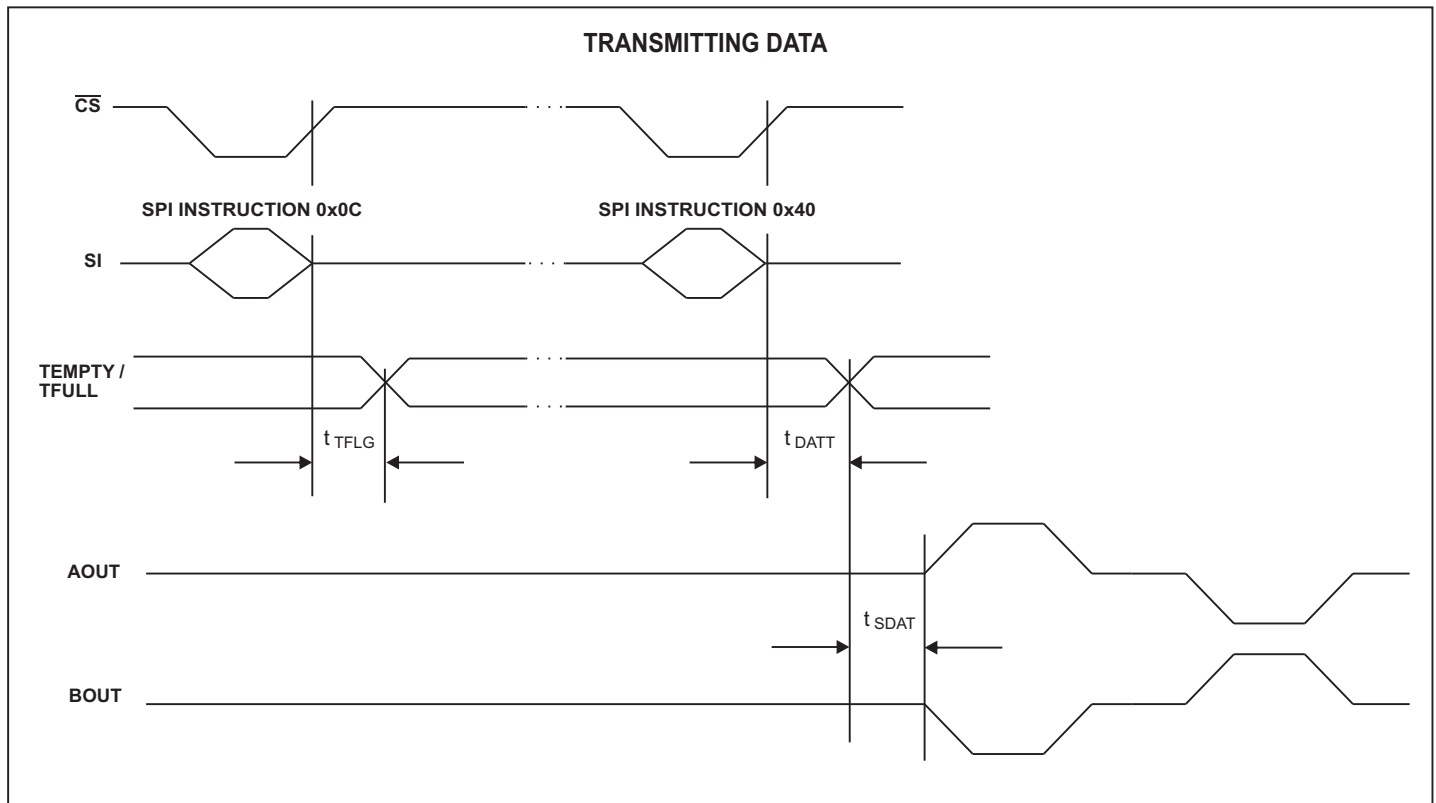 TRANSMITTING DATA
CS
SPI INSTRUCTION 0x0C
SPI INSTRUCTION 0x40
SI
TEMPTY /
TFULL
t TFLG
t DATT
AOUT
t SDAT
BOUT